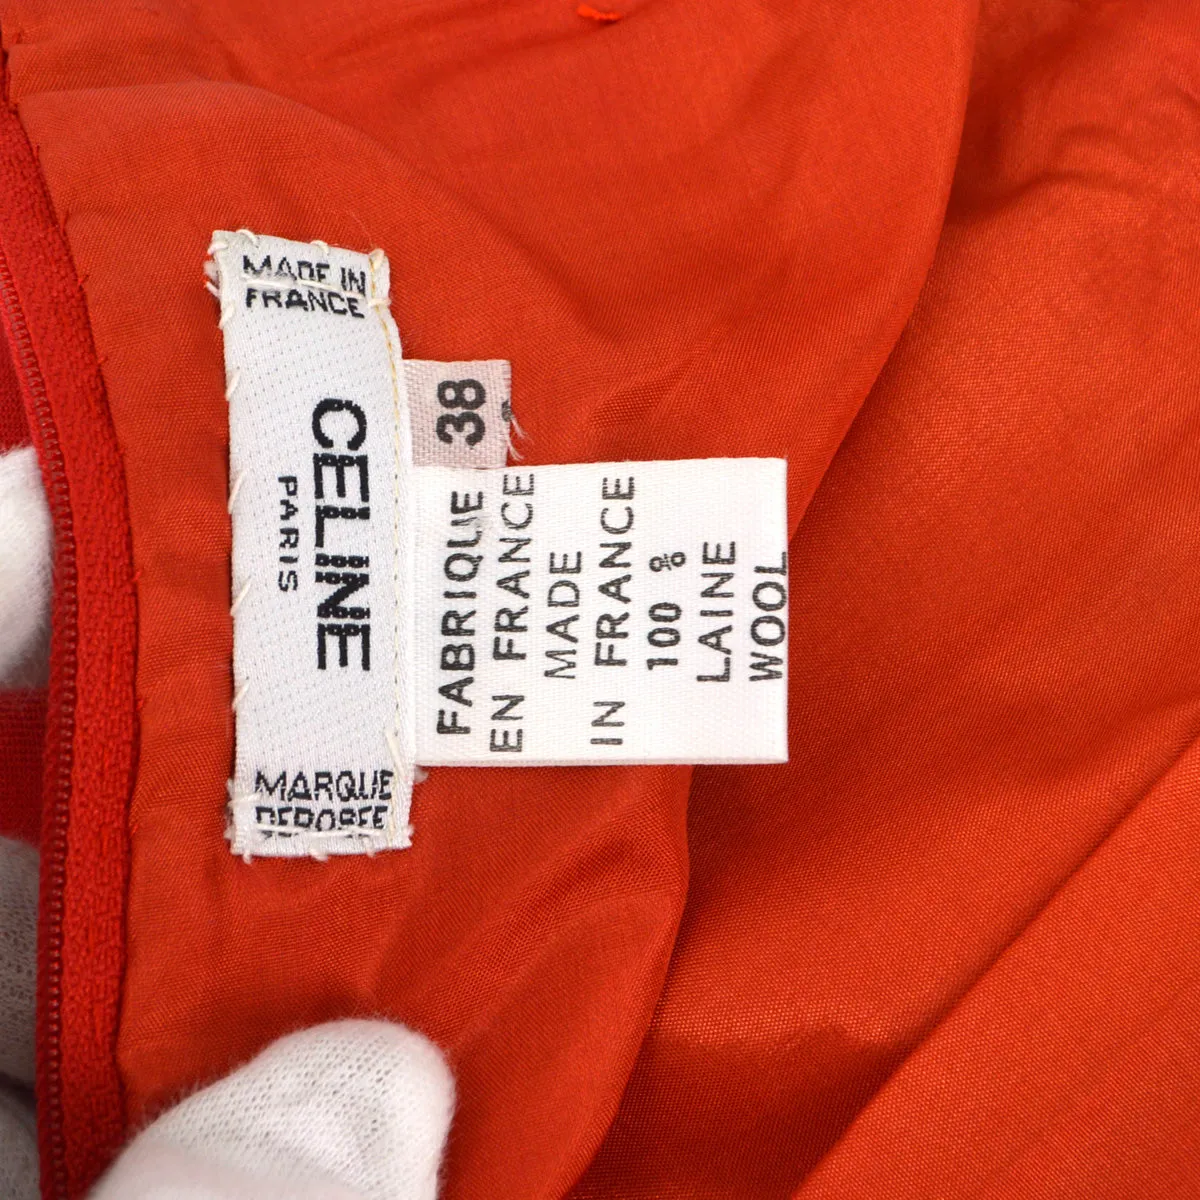 MADE IN
FRANCE
CELINE
PARIS
MARQUE
DEPOSEE
38
FABRIQUE
EN FRANCE
MADE
IN FRANCE
100 %
LAINE
WOOL